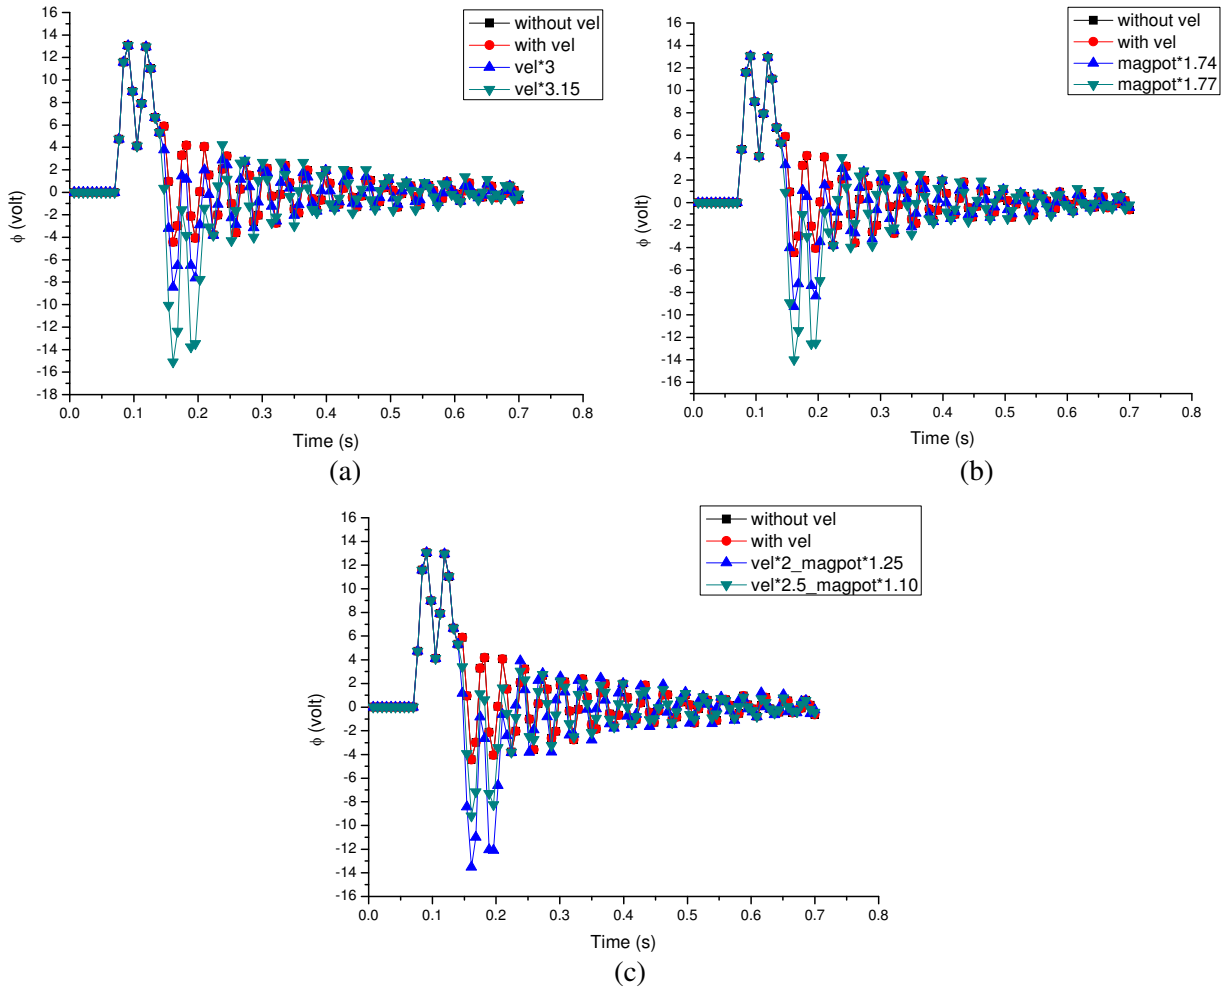 without vel
with vel
vel*3
vel*3.15
16
14
12
10
8
6
4
2
0
-2
-4
-6
-8
-10
-12
-14
-16
-18
ϕ (volt)
0.0 0.1 0.2 0.3 0.4 0.5 0.6 0.7 0.8
Time (s)
(a)
without vel
with vel
magpot*1.74
magpot*1.77
16
14
12
10
8
6
4
2
0
-2
-4
-6
-8
-10
-12
-14
-16
ϕ (volt)
0.0 0.1 0.2 0.3 0.4 0.5 0.6 0.7 0.8
Time (s)
(b)
without vel
with vel
vel*2_magpot*1.25
vel*2.5_magpot*1.10
16
14
12
10
8
6
4
2
0
-2
-4
-6
-8
-10
-12
-14
-16
ϕ (volt)
0.0 0.1 0.2 0.3 0.4 0.5 0.6 0.7 0.8
Time (s)
(c)